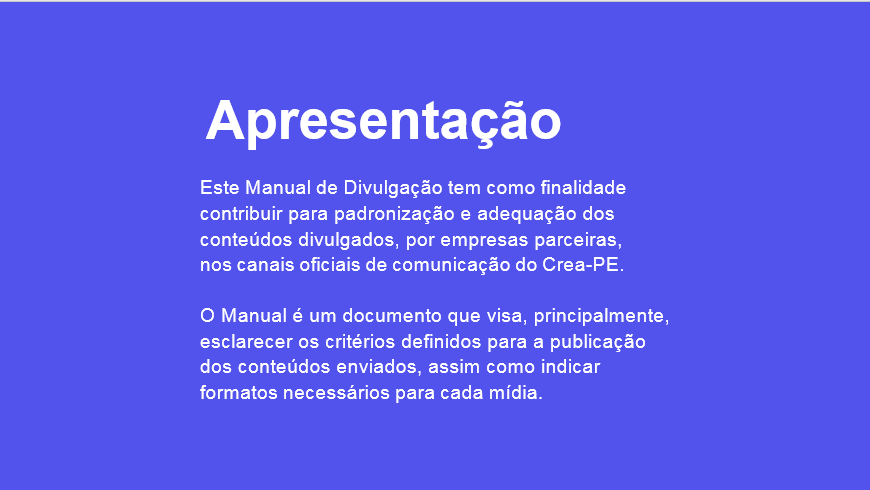 Apresentação
Este Manual de Divulgação tem como finalidade
contribuir para padronização e adequação dos
conteúdos divulgados, por empresas parceiras,
nos canais oficiais de comunicação do Crea-PE.
O Manual é um documento que visa, principalmente,
esclarecer os critérios definidos para a publicação
dos conteúdos enviados, assim como indicar
formatos necessários para cada mídia.